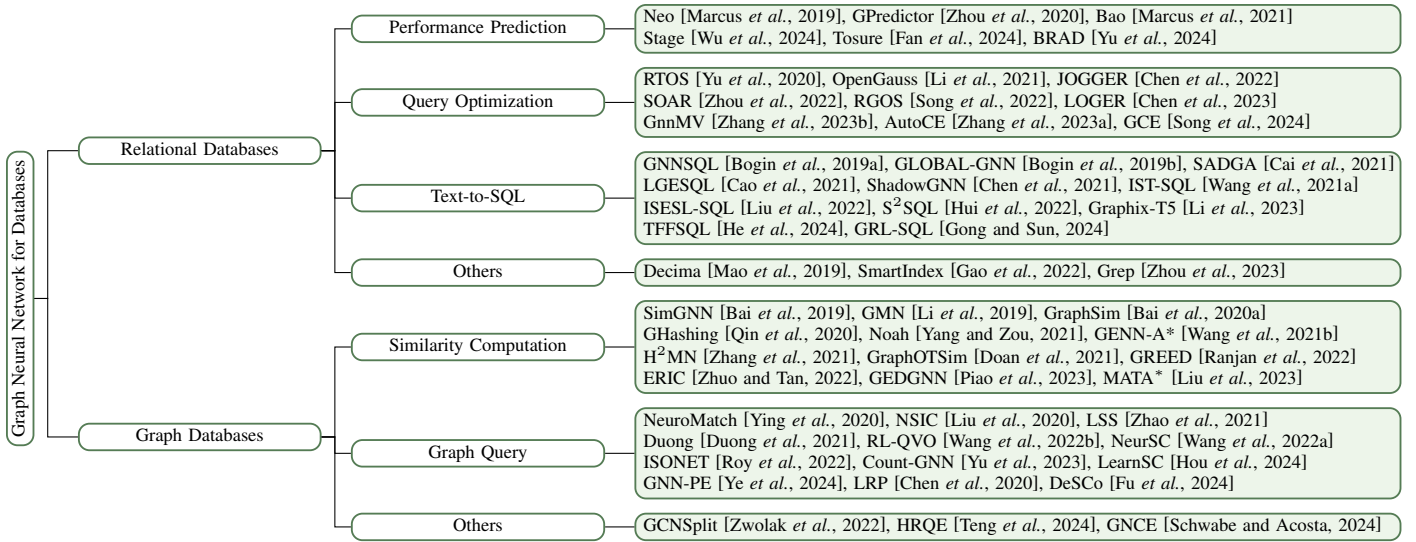 Graph Neural Network for Databases
Relational Databases
Performance Prediction
Neo [Marcus et al., 2019], GPredictor [Zhou et al., 2020], Bao [Marcus et al., 2021]
Stage [Wu et al., 2024], Tosure [Fan et al., 2024], BRAD [Yu et al., 2024]
Query Optimization
RTOS [Yu et al., 2020], OpenGauss [Li et al., 2021], JOGGER [Chen et al., 2022]
SOAR [Zhou et al., 2022], RGOS [Song et al., 2022], LOGER [Chen et al., 2023]
GnnMV [Zhang et al., 2023b], AutoCE [Zhang et al., 2023a], GCE [Song et al., 2024]
Text-to-SQL
GNNSQL [Bogin et al., 2019a], GLOBAL-GNN [Bogin et al., 2019b], SADGA [Cai et al., 2021]
LGESQL [Cao et al., 2021], ShadowGNN [Chen et al., 2021], IST-SQL [Wang et al., 2021a]
ISESL-SQL [Liu et al., 2022], S²SQL [Hui et al., 2022], Graphix-T5 [Li et al., 2023]
TFFSQL [He et al., 2024], GRL-SQL [Gong and Sun, 2024]
Others
Decima [Mao et al., 2019], SmartIndex [Gao et al., 2022], Grep [Zhou et al., 2023]
Graph Databases
Similarity Computation
SimGNN [Bai et al., 2019], GMN [Li et al., 2019], GraphSim [Bai et al., 2020a]
GHashing [Qin et al., 2020], Noah [Yang and Zou, 2021], GENN-A* [Wang et al., 2021b]
H²MN [Zhang et al., 2021], GraphOTSim [Doan et al., 2021], GREED [Ranjan et al., 2022]
ERIC [Zhuo and Tan, 2022], GEDGNN [Piao et al., 2023], MATA* [Liu et al., 2023]
Graph Query
NeuroMatch [Ying et al., 2020], NSIC [Liu et al., 2020], LSS [Zhao et al., 2021]
Duong [Duong et al., 2021], RL-QVO [Wang et al., 2022b], NeurSC [Wang et al., 2022a]
ISONET [Roy et al., 2022], Count-GNN [Yu et al., 2023], LearnSC [Hou et al., 2024]
GNN-PE [Ye et al., 2024], LRP [Chen et al., 2020], DeSCo [Fu et al., 2024]
Others
GCNSplit [Zwolak et al., 2022], HRQE [Teng et al., 2024], GNCE [Schwabe and Acosta, 2024]